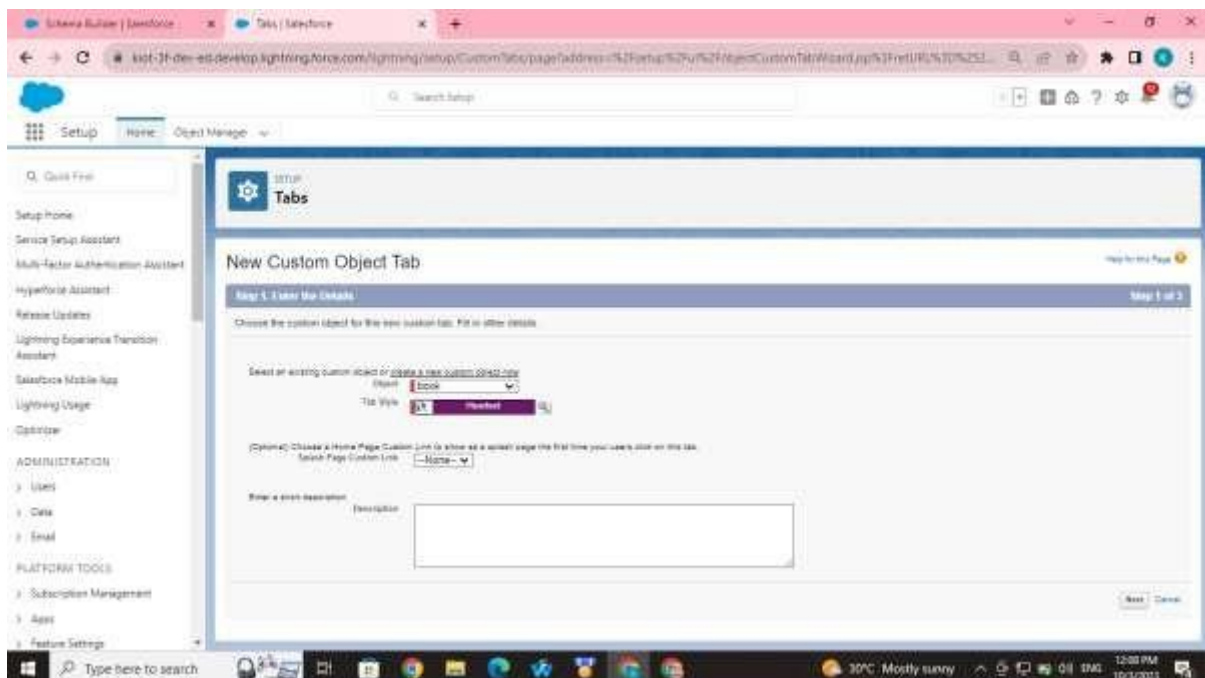 Schema Builder | Salesforce
Tabs | Salesforce
Search Setup
Setup
Home
Object Manager
Quick Find
SETUP
Tabs
Setup Home
Service Setup Assistant
Multi-Factor Authentication Assistant
Hyperforce Assistant
Release Updates
Lightning Experience Transition
Assistant
Salesforce Mobile App
Lightning Usage
Optimizer
ADMINISTRATION
Users
Data
Email
PLATFORM TOOLS
Subscription Management
Apps
Feature Settings
New Custom Object Tab
Help for this Page
Step 1. Enter the Details
Step 1 of 3
Choose the custom object for this new custom tab. Fill in other details.
Select an existing custom object or create a new custom object now
Object
book
Tab Style
Headset
(Optional) Choose a Home Page Custom Link to show as a splash page the first time your users click on this tab.
Splash Page Custom Link
--None--
Enter a short description
Description
Next
Cancel
Type here to search
30°C Mostly sunny
ENG
12:00 PM